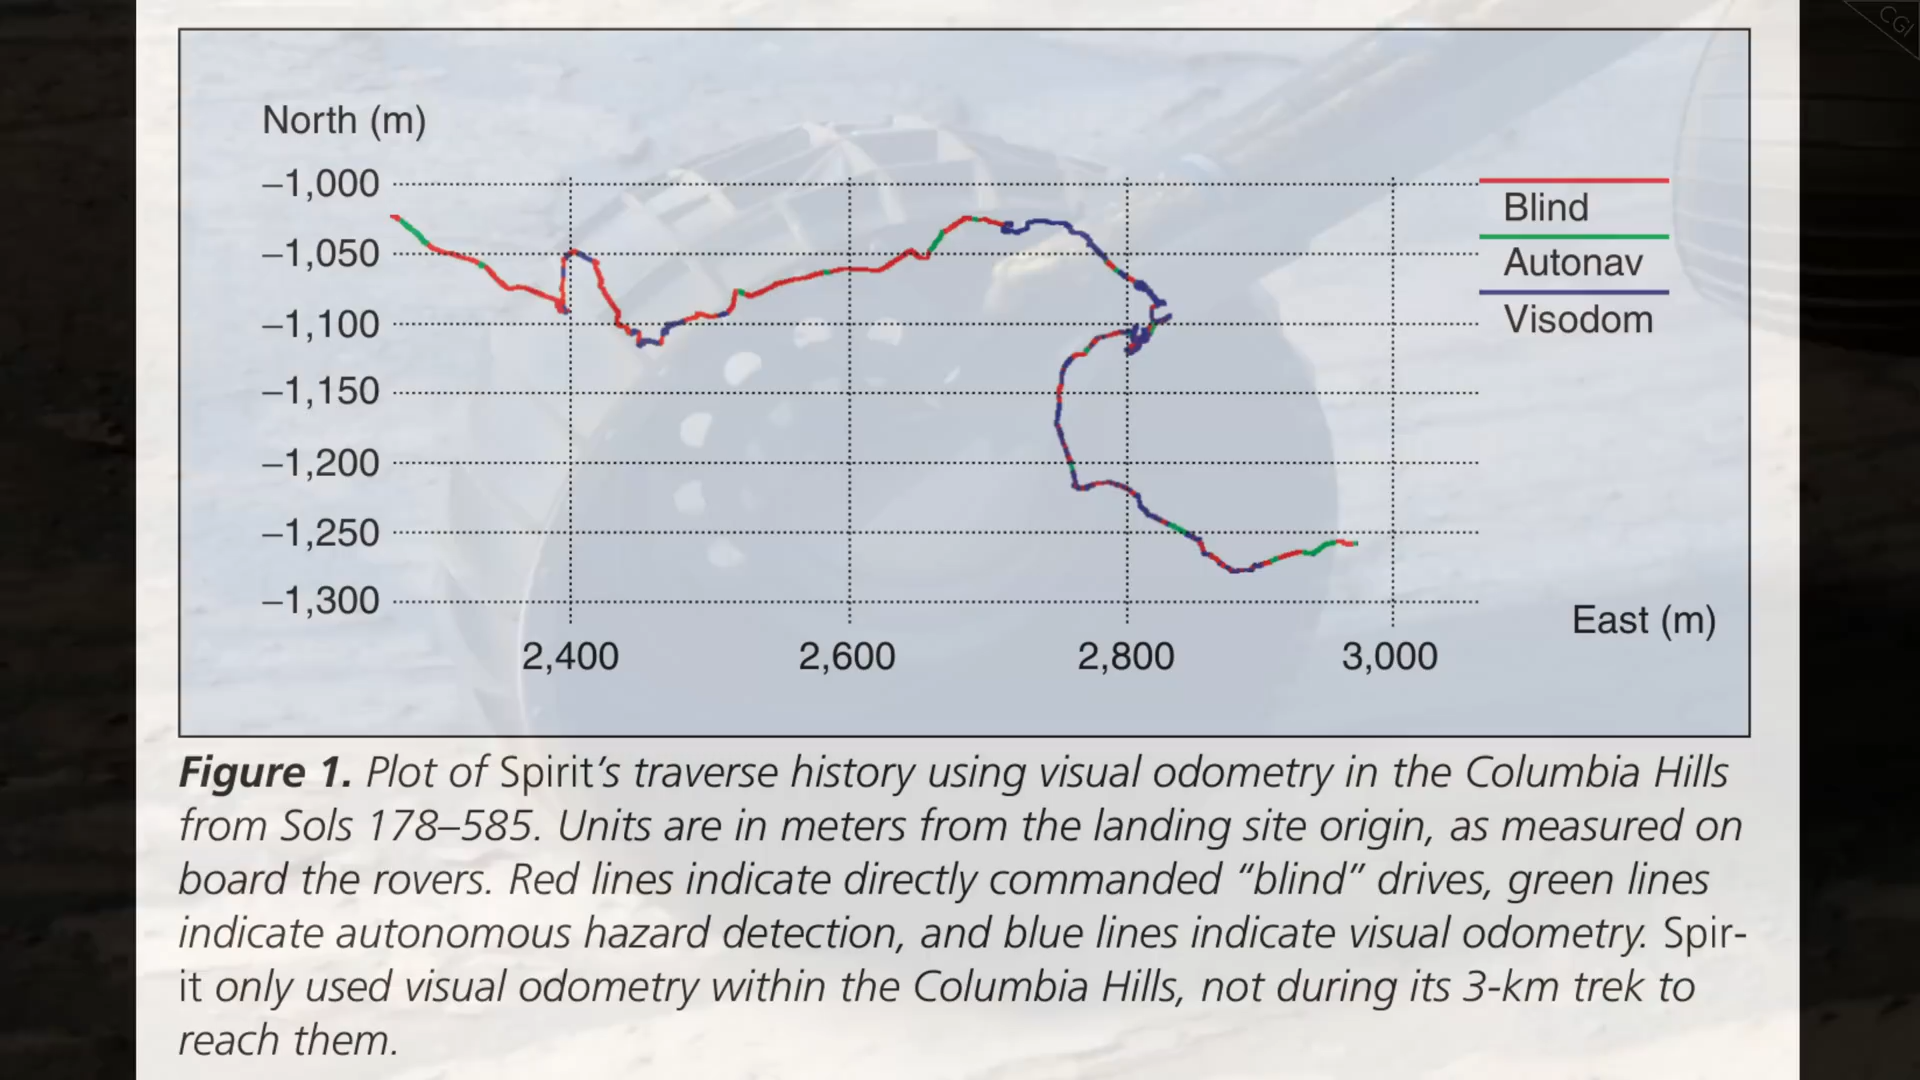 CGI
North (m)
–1,000
–1,050
–1,100
–1,150
–1,200
–1,250
–1,300
2,400 2,600 2,800 3,000
East (m)
Blind
Autonav
Visodom
Figure 1. Plot of Spirit’s traverse history using visual odometry in the Columbia Hills
from Sols 178–585. Units are in meters from the landing site origin, as measured on
board the rovers. Red lines indicate directly commanded “blind” drives, green lines
indicate autonomous hazard detection, and blue lines indicate visual odometry. Spir-
it only used visual odometry within the Columbia Hills, not during its 3-km trek to
reach them.